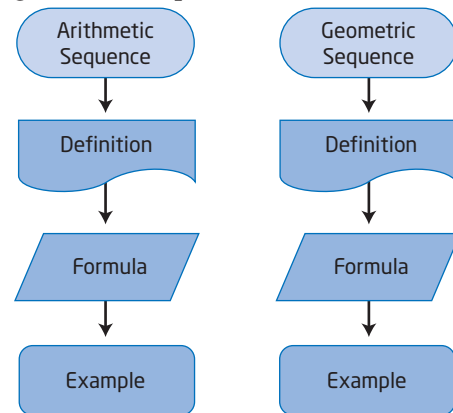 Arithmetic
Sequence
Definition
Formula
Example
Geometric
Sequence
Definition
Formula
Example